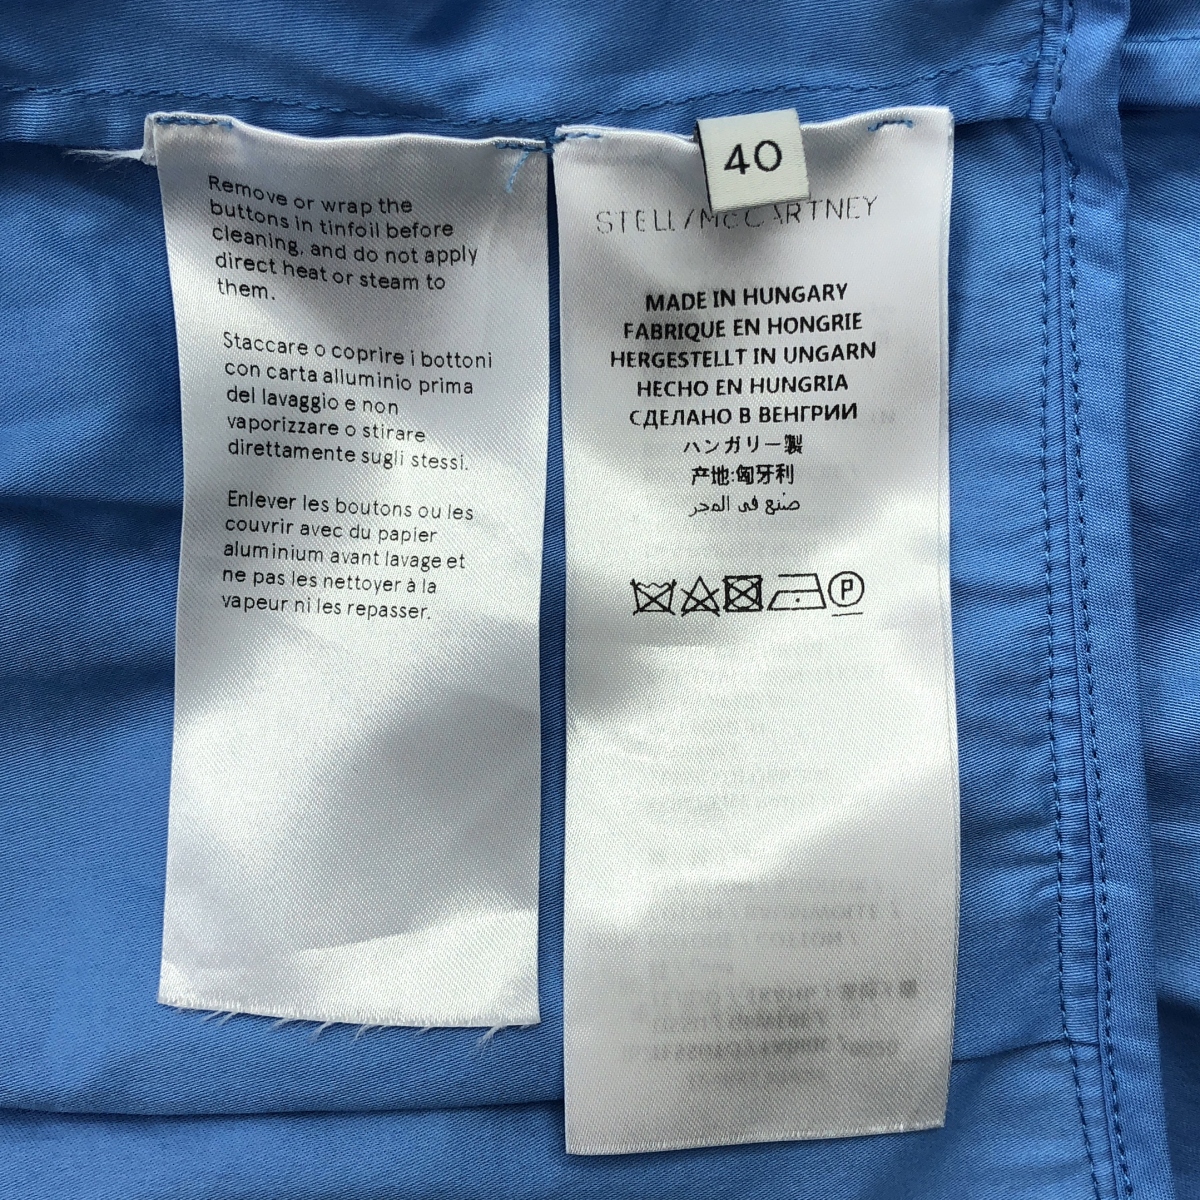 Remove or wrap the
buttons in tinfoil before
cleaning, and do not apply
direct heat or steam to
them.
Staccare o coprire i bottoni
con carta alluminio prima
del lavaggio e non
vaporizzare o stirare
direttamente sugli stessi.
Enlever les boutons ou les
couvrir avec du papier
aluminium avant lavage et
ne pas les nettoyer à la
vapeur ni les repasser.
40
STELLA McCARTNEY
MADE IN HUNGARY
FABRIQUE EN HONGRIE
HERGESTELLT IN UNGARN
HECHO EN HUNGRIA
СДЕЛАНО В ВЕНГРИИ
ハンガリー製
产地:匈牙利
صنع في المجر
P